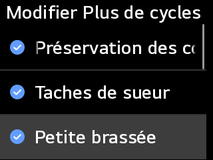 Modifier Plus de cycles
Préservation des
Taches de sueur
Petite brassée